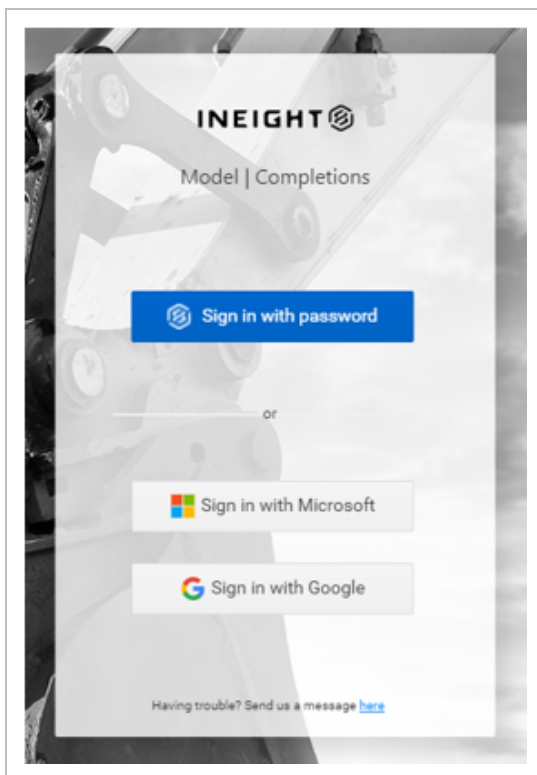 INEIGHT
Model | Completions
Sign in with password
or
Sign in with Microsoft
Sign in with Google
Having trouble? Send us a message here